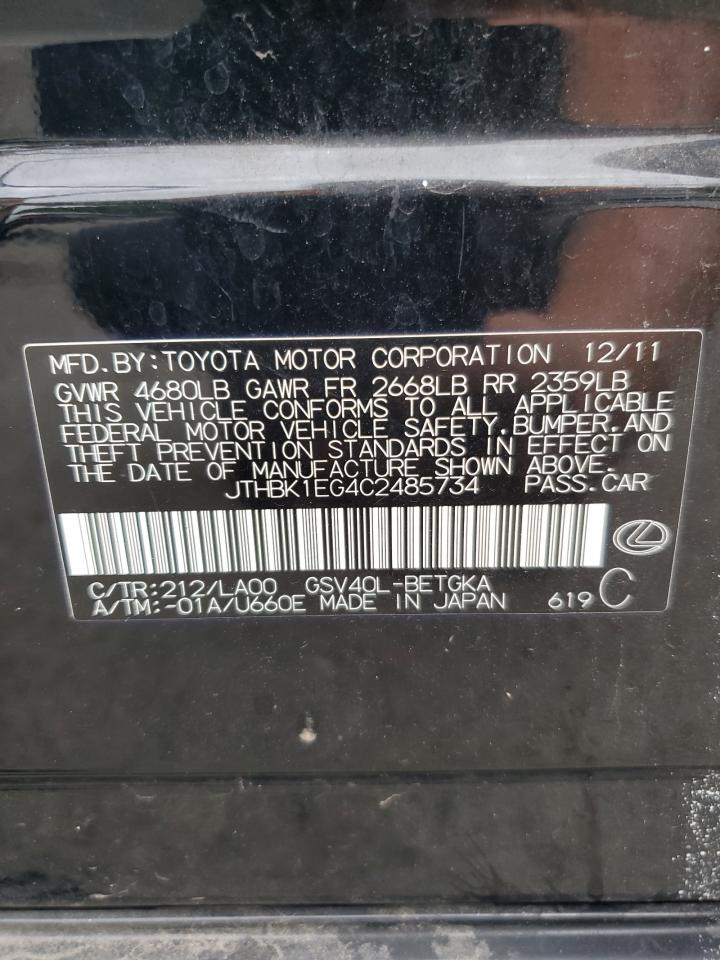 MFD.BY:TOYOTA MOTOR CORPORATION 12/11
GVWR 4680LB GAWR FR 2668LB RR 2359LB
THIS VEHICLE CONFORMS TO ALL APPLICABLE
FEDERAL MOTOR VEHICLE SAFETY,BUMPER,AND
THEFT PREVENTION STANDARDS IN EFFECT ON
THE DATE OF MANUFACTURE SHOWN ABOVE.
JTHBK1EG4C2485734 PASS.CAR
C/TR:212/LA00 GSV40L-BETGKA
A/TM:-01A/U660E MADE IN JAPAN 619 C